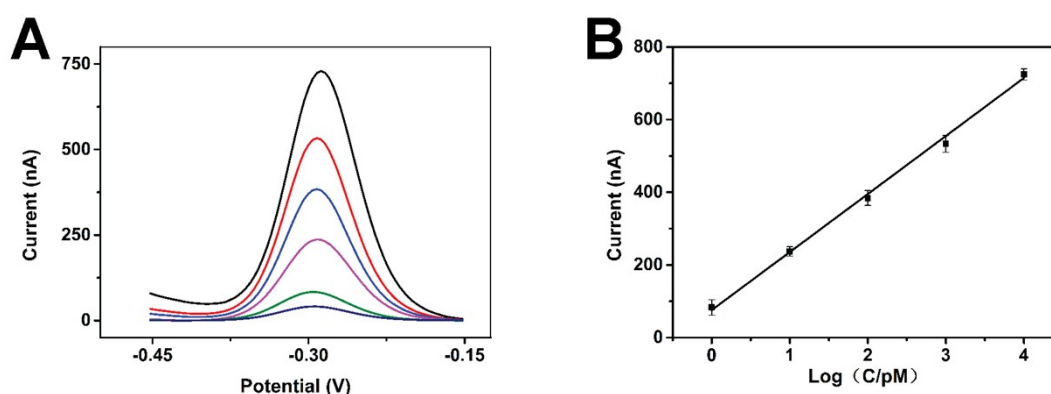 A
B
Current (nA)
750
500
250
0
-0.45
-0.30
-0.15
Potential (V)
Current (nA)
800
600
400
200
0
0
1
2
3
4
Log（C/pM）